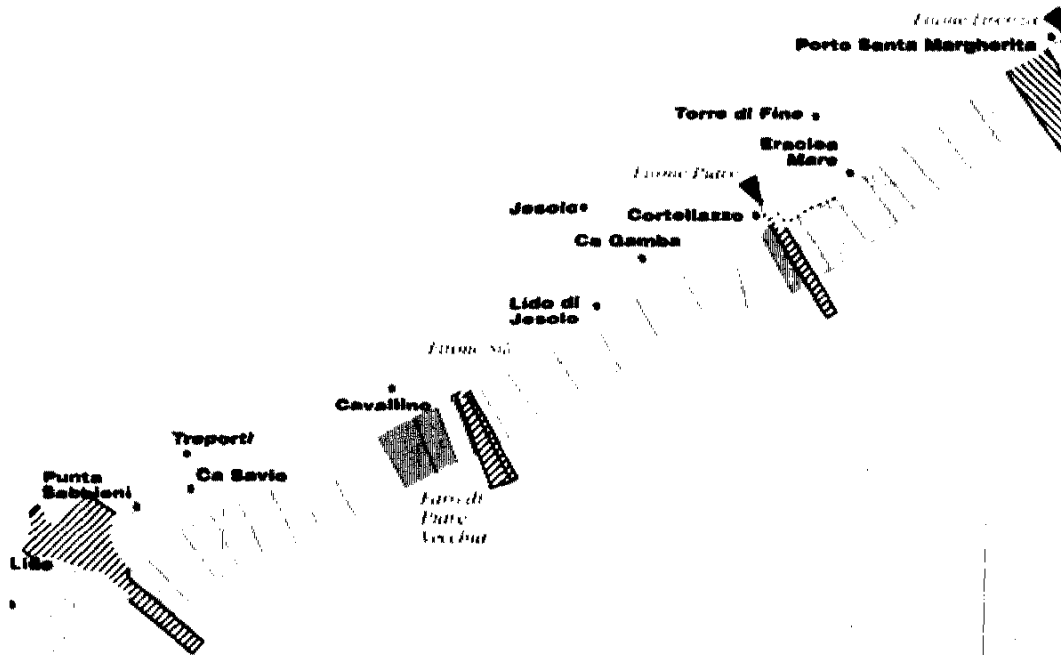 Porto Santa Margherita
Torre di Fine
Eraclea
Mare
Fiume Piave
Jesolo
Cortellazzo
Ca Gamba
Lido di
Jesolo
Fiume Sile
Cavallino
Treporti
Punta
Sabbioni
Ca Savio
Faro di
Piave
Vecchia
Lido